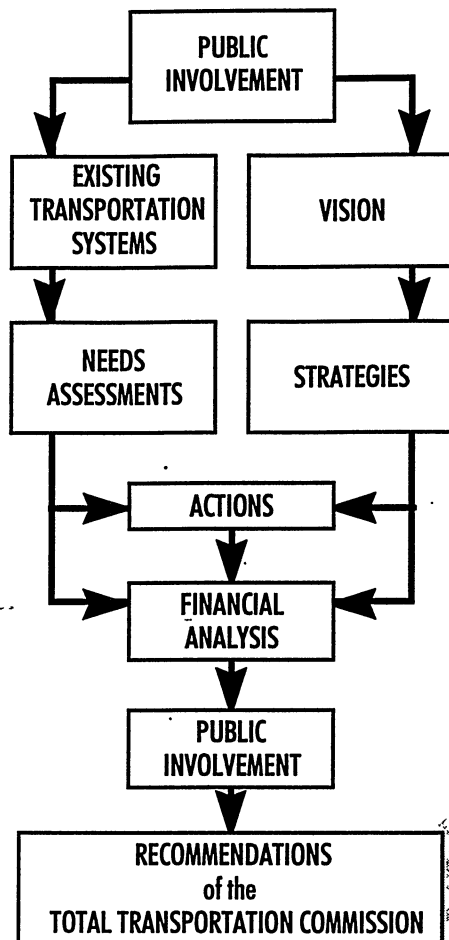 PUBLIC
INVOLVEMENT
EXISTING
TRANSPORTATION
SYSTEMS
VISION
NEEDS
ASSESSMENTS
STRATEGIES
ACTIONS
FINANCIAL
ANALYSIS
PUBLIC
INVOLVEMENT
RECOMMENDATIONS
of the
TOTAL TRANSPORTATION COMMISSION